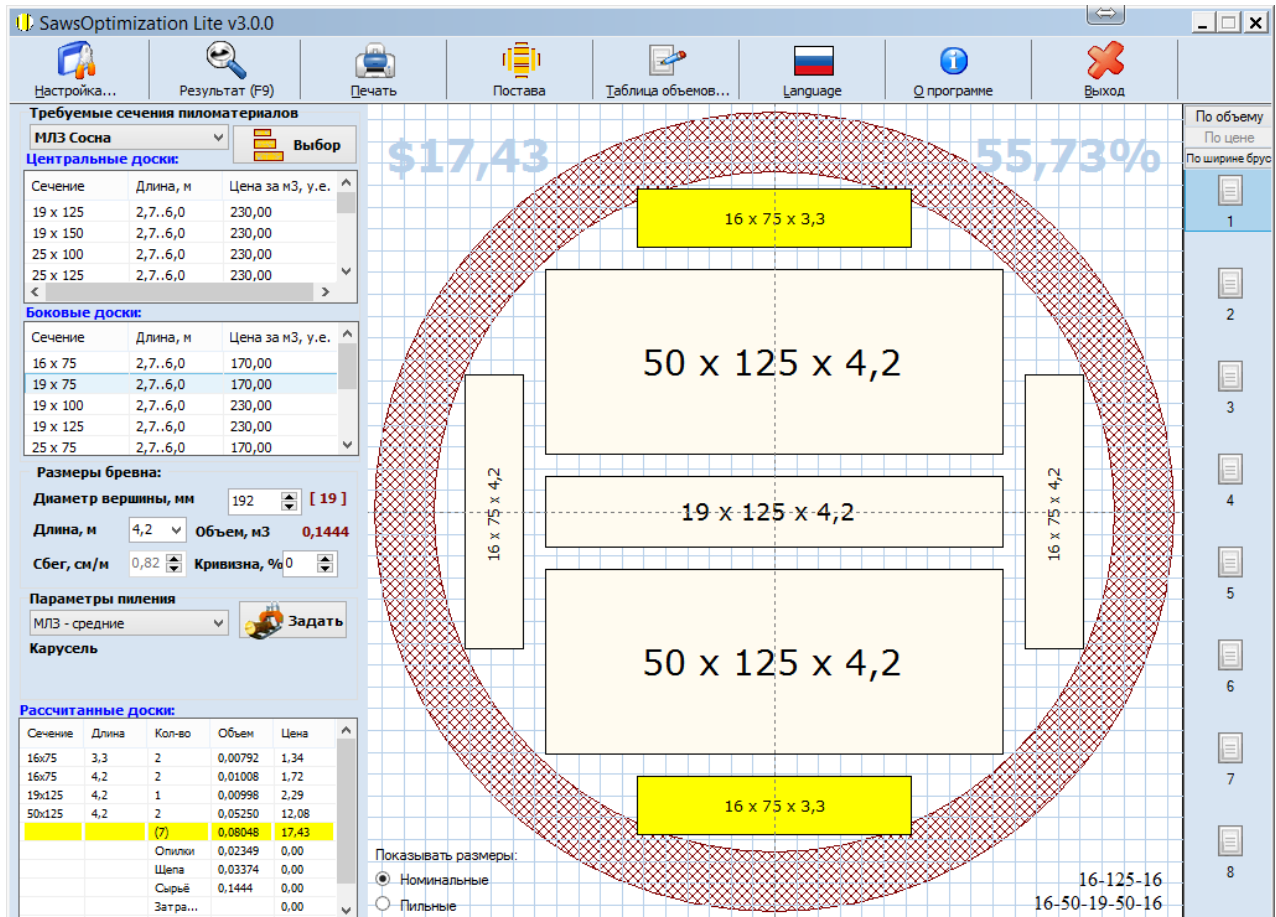 SawsOptimization Lite v3.0.0
Настройка... Результат (F9) Печать Постава Таблица объемов... Language О программе Выход
Требуемые сечения пиломатериалов
МЛЗ Сосна Выбор
Центральные доски:
Сечение Длина, м Цена за м3, у.е.
19 x 125 2,7..6,0 230,00
19 x 150 2,7..6,0 230,00
25 x 100 2,7..6,0 230,00
25 x 125 2,7..6,0 230,00
Боковые доски:
Сечение Длина, м Цена за м3, у.е.
16 x 75 2,7..6,0 170,00
19 x 75 2,7..6,0 170,00
19 x 100 2,7..6,0 230,00
19 x 125 2,7..6,0 230,00
25 x 75 2,7..6,0 170,00
Размеры бревна:
Диаметр вершины, мм 192 [ 19 ]
Длина, м 4,2 Объем, м3 0,1444
Сбег, см/м 0,82 Кривизна, % 0
Параметры пиления
МЛЗ - средние Задать
Карусель
Рассчитанные доски:
Сечение Длина Кол-во Объем Цена
16x75 3,3 2 0,00792 1,34
16x75 4,2 2 0,01008 1,72
19x125 4,2 1 0,00998 2,29
50x125 4,2 2 0,05250 12,08
(7) 0,08048 17,43
Опилки 0,02349 0,00
Щепа 0,03374 0,00
Сырьё 0,1444 0,00
Затра... 0,00
$17,43 55,73%
16 x 75 x 3,3
50 x 125 x 4,2
16 x 75 x 4,2
19 x 125 x 4,2
16 x 75 x 4,2
50 x 125 x 4,2
16 x 75 x 3,3
Показывать размеры:
Номинальные
Пильные
16-125-16
16-50-19-50-16
По объему
По цене
По ширине брус
1
2
3
4
5
6
7
8